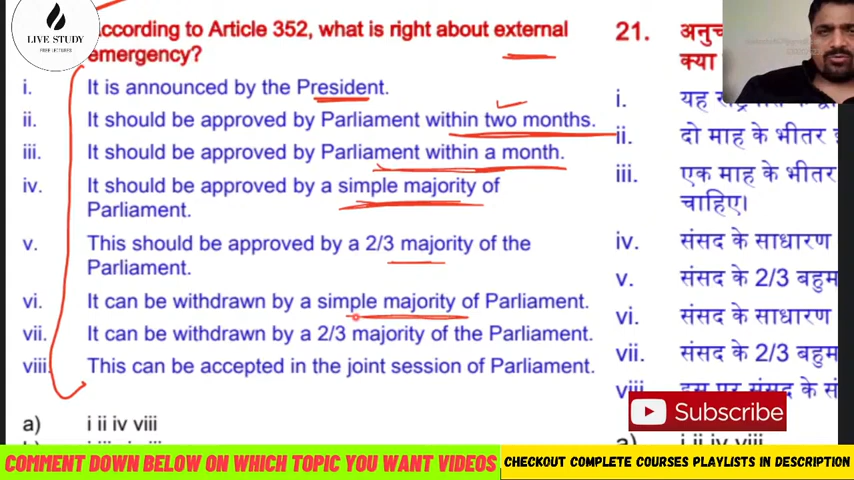 LIVE STUDY
FREE LECTURES
according to Article 352, what is right about external
emergency?
i. It is announced by the President.
ii. It should be approved by Parliament within two months.
iii. It should be approved by Parliament within a month.
iv. It should be approved by a simple majority of
Parliament.
v. This should be approved by a 2/3 majority of the
Parliament.
vi. It can be withdrawn by a simple majority of Parliament.
vii. It can be withdrawn by a 2/3 majority of the Parliament.
viii. This can be accepted in the joint session of Parliament.
a) i ii iv viii
21.
क्या
i.
ii. दो माह के भीतर
iii. एक माह के भीतर
चाहिए।
iv. संसद के साधारण
v. संसद के 2/3 बहुम
vi. संसद के साधारण
vii. संसद के 2/3 बहुम
viii
Subscribe
a) i ii iv viii
COMMENT DOWN BELOW ON WHICH TOPIC YOU WANT VIDEOS
CHECKOUT COMPLETE COURSES PLAYLISTS IN DESCRIPTION